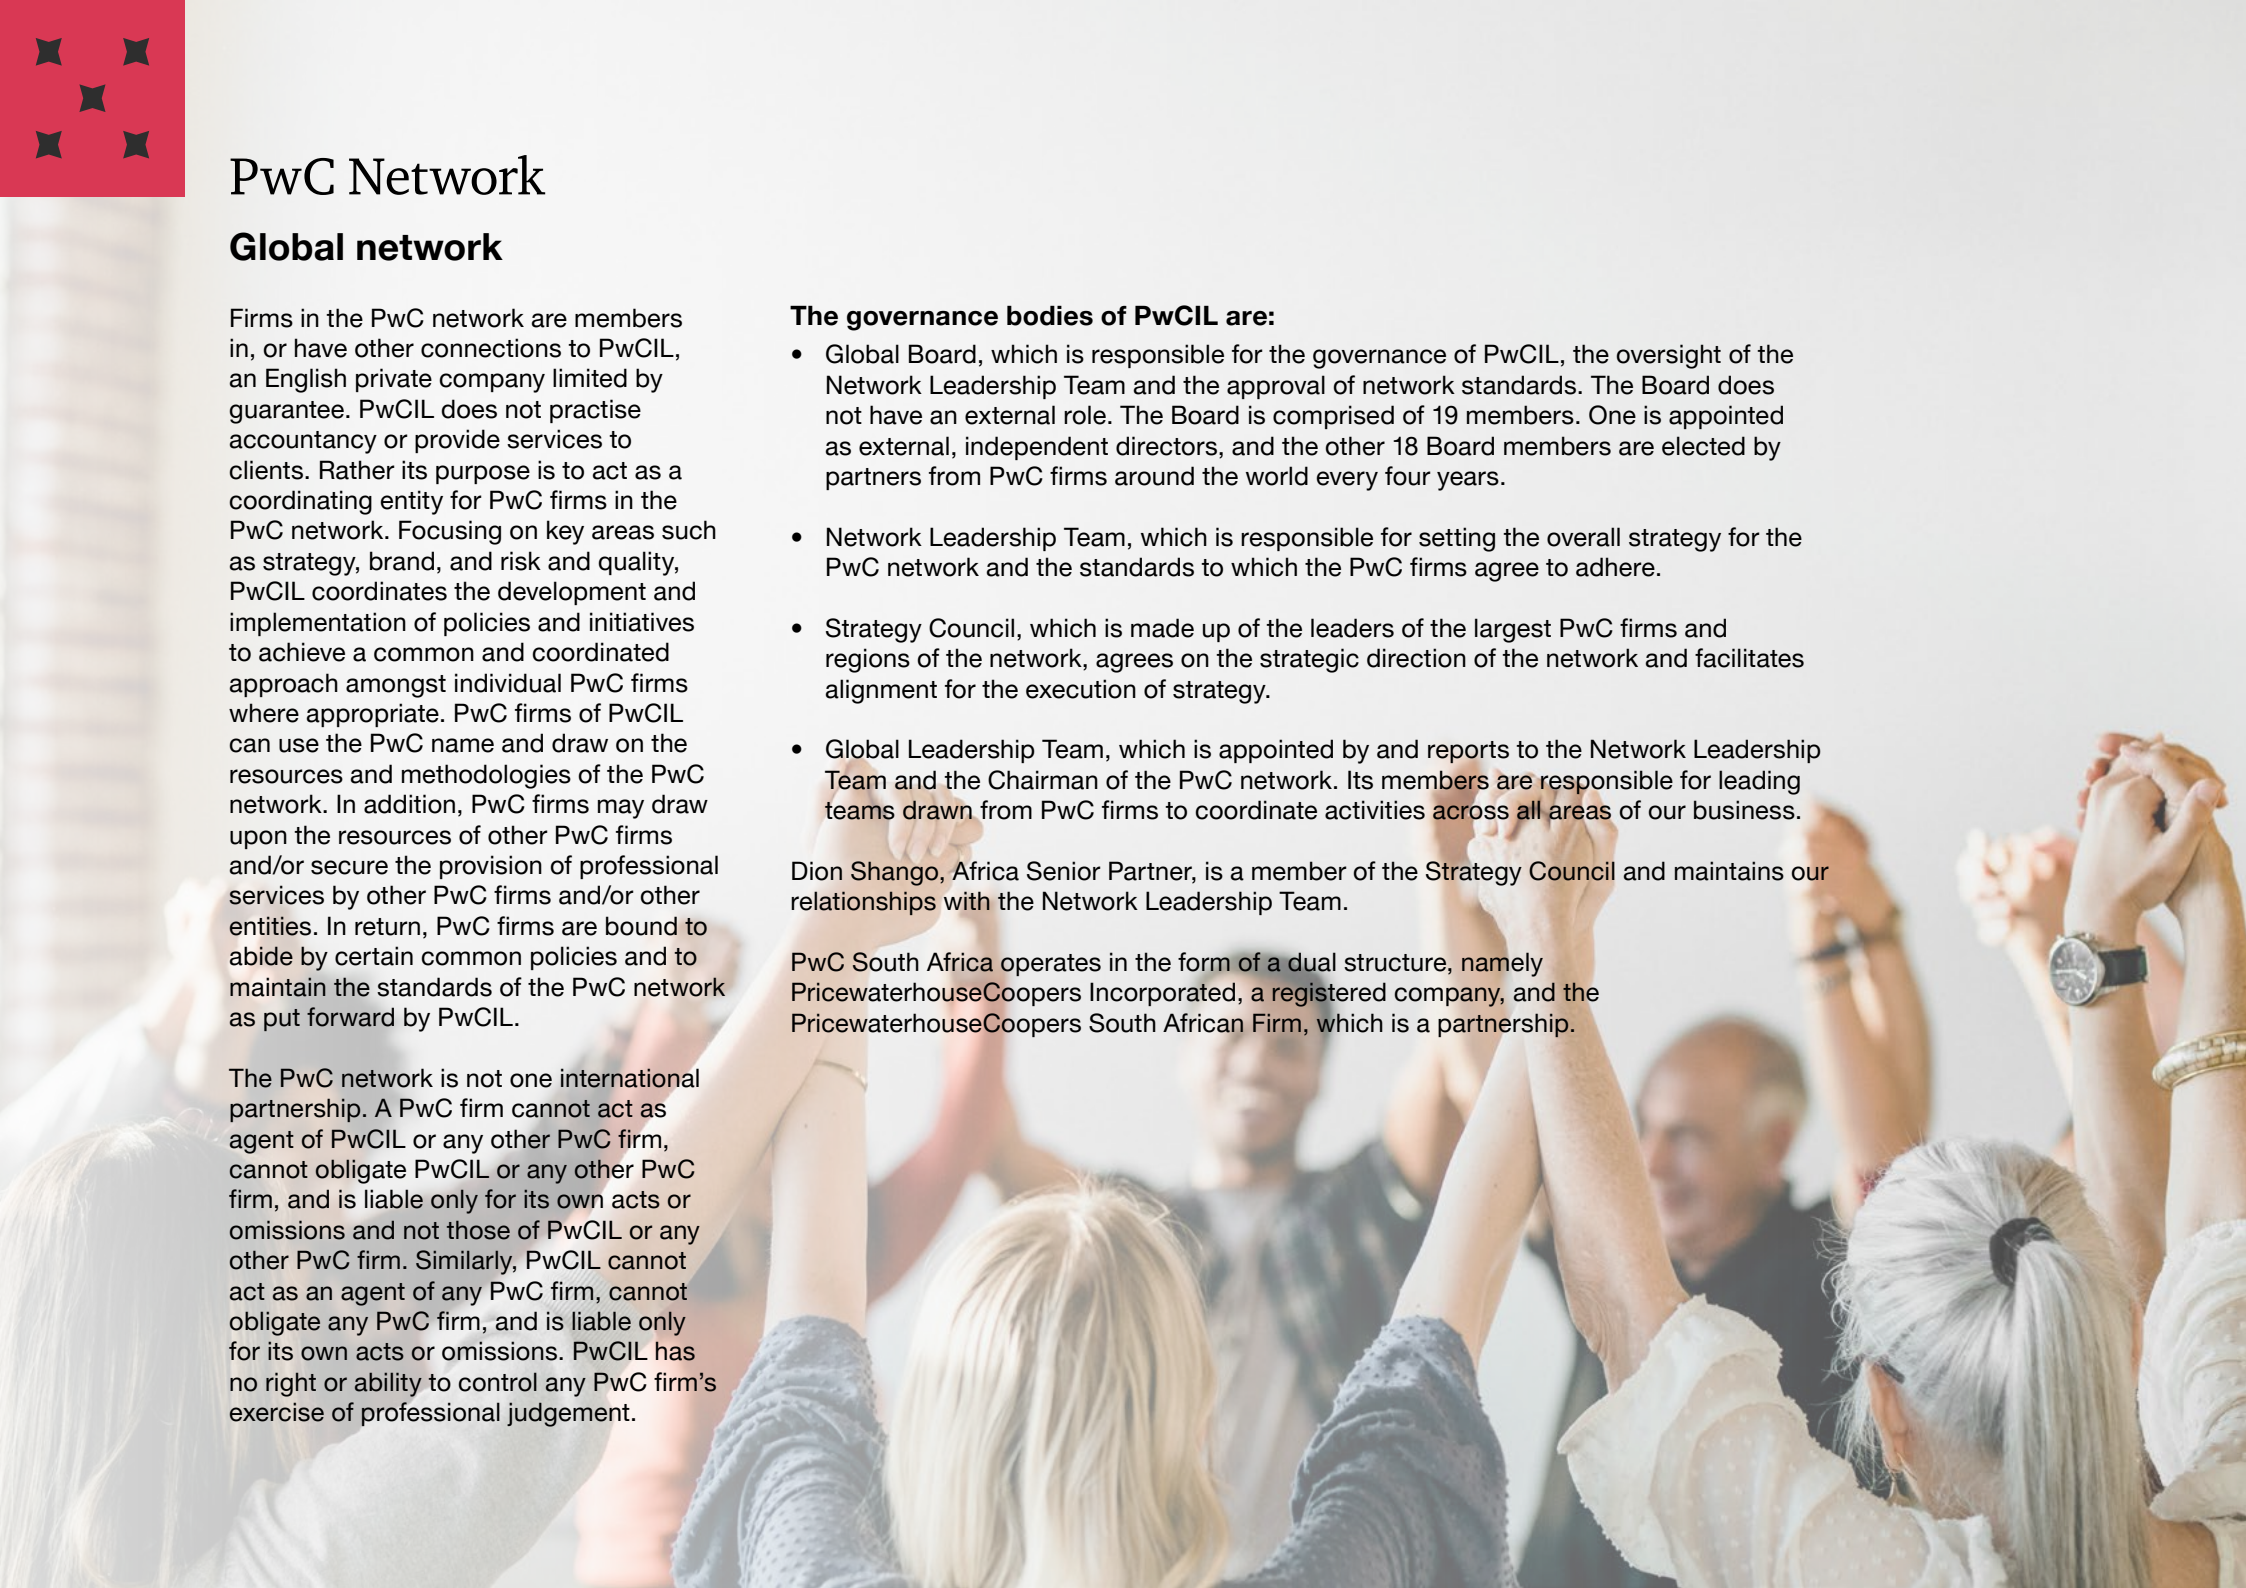 PwC Network
Global network
Firms in the PwC network are members
in, or have other connections to PwCIL,
an English private company limited by
guarantee. PwCIL does not practise
accountancy or provide services to
clients. Rather its purpose is to act as a
coordinating entity for PwC firms in the
PwC network. Focusing on key areas such
as strategy, brand, and risk and quality,
PwCIL coordinates the development and
implementation of policies and initiatives
to achieve a common and coordinated
approach amongst individual PwC firms
where appropriate. PwC firms of PwCIL
can use the PwC name and draw on the
resources and methodologies of the PwC
network. In addition, PwC firms may draw
upon the resources of other PwC firms
and/or secure the provision of professional
services by other PwC firms and/or other
entities. In return, PwC firms are bound to
abide by certain common policies and to
maintain the standards of the PwC network
as put forward by PwCIL.
The PwC network is not one international
partnership. A PwC firm cannot act as
agent of PwCIL or any other PwC firm,
cannot obligate PwCIL or any other PwC
firm, and is liable only for its own acts or
omissions and not those of PwCIL or any
other PwC firm. Similarly, PwCIL cannot
act as an agent of any PwC firm, cannot
obligate any PwC firm, and is liable only
for its own acts or omissions. PwCIL has
no right or ability to control any PwC firm’s
exercise of professional judgement.
The governance bodies of PwCIL are:
• Global Board, which is responsible for the governance of PwCIL, the oversight of the
Network Leadership Team and the approval of network standards. The Board does
not have an external role. The Board is comprised of 19 members. One is appointed
as external, independent directors, and the other 18 Board members are elected by
partners from PwC firms around the world every four years.
• Network Leadership Team, which is responsible for setting the overall strategy for the
PwC network and the standards to which the PwC firms agree to adhere.
• Strategy Council, which is made up of the leaders of the largest PwC firms and
regions of the network, agrees on the strategic direction of the network and facilitates
alignment for the execution of strategy.
• Global Leadership Team, which is appointed by and reports to the Network Leadership
Team and the Chairman of the PwC network. Its members are responsible for leading
teams drawn from PwC firms to coordinate activities across all areas of our business.
Dion Shango, Africa Senior Partner, is a member of the Strategy Council and maintains our
relationships with the Network Leadership Team.
PwC South Africa operates in the form of a dual structure, namely
PricewaterhouseCoopers Incorporated, a registered company, and the
PricewaterhouseCoopers South African Firm, which is a partnership.